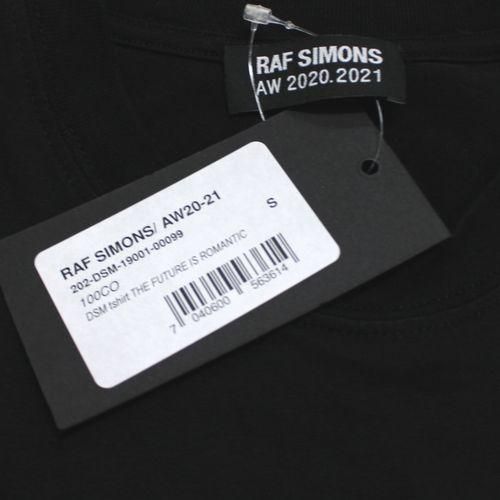 RAF SIMONS
AW 2020.2021
RAF SIMONS/ AW20-21
202-DSM-19001-00099
100CO
S
DSM tshirt THE FUTURE IS ROMANTIC
7 040600 563614